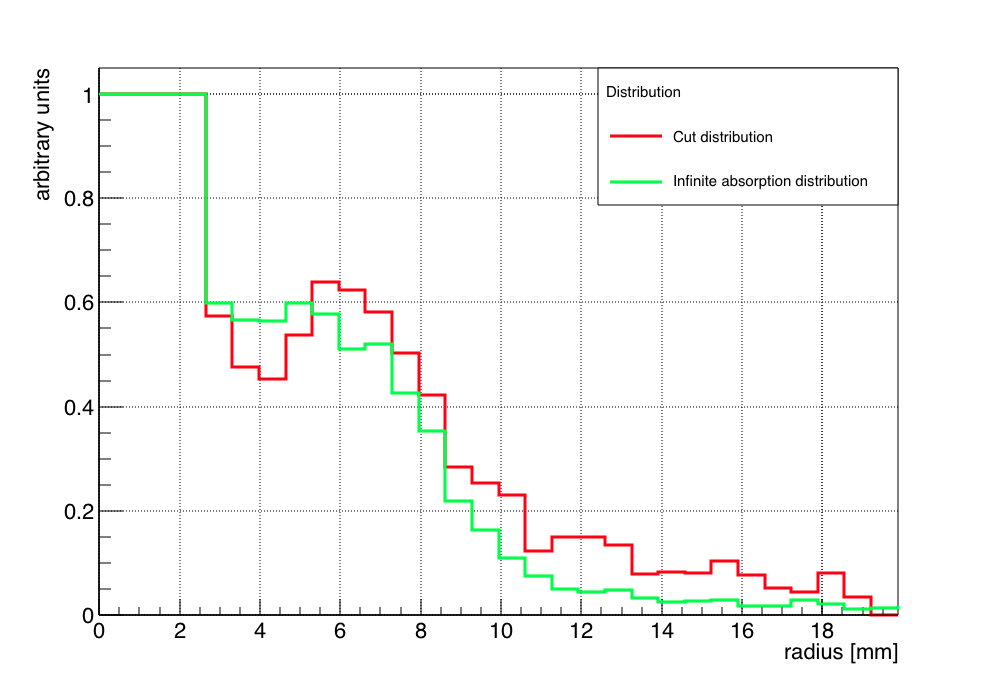 arbitrary units
1
0.8
0.6
0.4
0.2
0
0 2 4 6 8 10 12 14 16 18
radius [mm]
Distribution
Cut distribution
Infinite absorption distribution